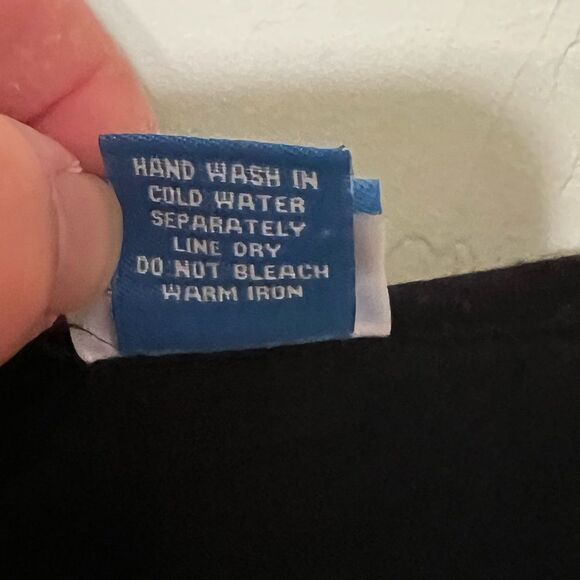 HAND WASH IN
COLD WATER
SEPARATELY
LINE DRY
DO NOT BLEACH
WARM IRON